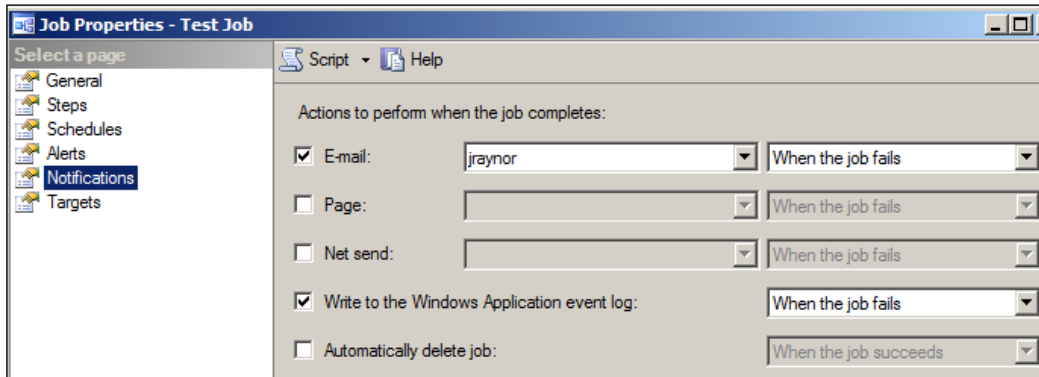 Job Properties - Test Job
Select a page
General
Steps
Schedules
Alerts
Notifications
Targets
Script Help
Actions to perform when the job completes:
E-mail: jraynor When the job fails
Page: When the job fails
Net send: When the job fails
Write to the Windows Application event log: When the job fails
Automatically delete job: When the job succeeds